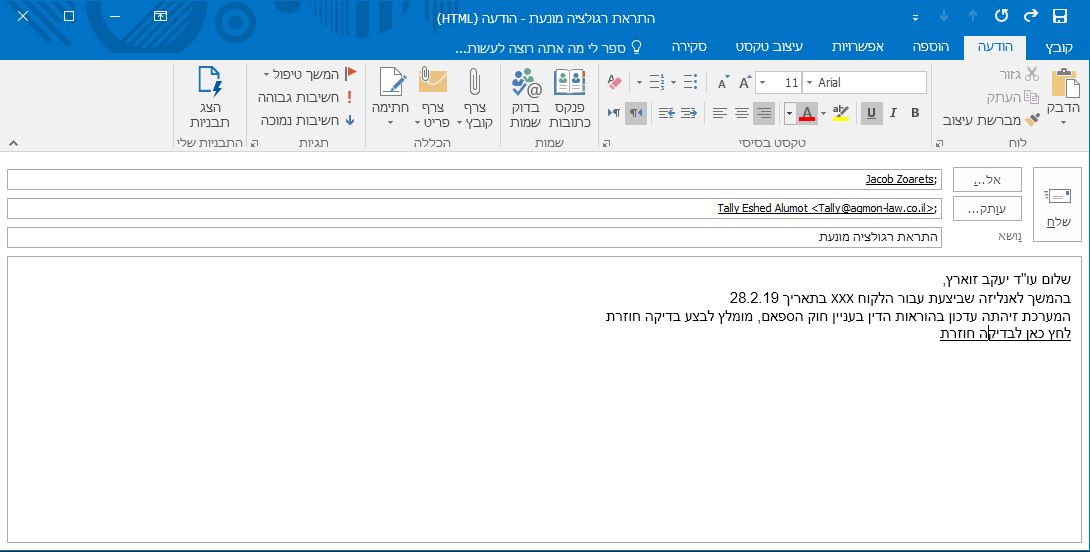 התראת רגולציה מונעת - הודעה (HTML)
קובץ
הודעה
הוספה
אפשרויות
עיצוב טקסט
סקירה
ספר לי מה אתה רוצה לעשות...
הדבק
גזור
העתק
מברשת עיצוב
לוח
Arial
11
B
I
U
טקסט בסיסי
פנקס כתובות
בדוק שמות
שמות
צרף קובץ
צרף פריט
חתימה
הכללה
המשך טיפול
חשיבות גבוהה
חשיבות נמוכה
תגיות
הצג תבניות
התבניות שלי
שלח
אל...
Jacob Zoarets;
עותק...
Tally Eshed Alumot <Tally@agmon-law.co.il>;
נושא
התראת רגולציה מונעת
שלום עו"ד יעקב זוארץ,
בהמשך לאנליזה שביצעת עבור הלקוח XXX בתאריך 28.2.19
המערכת זיהתה עדכון בהוראות הדין בעניין חוק הספאם, מומלץ לבצע בדיקה חוזרת
לחץ כאן לבדיקה חוזרת